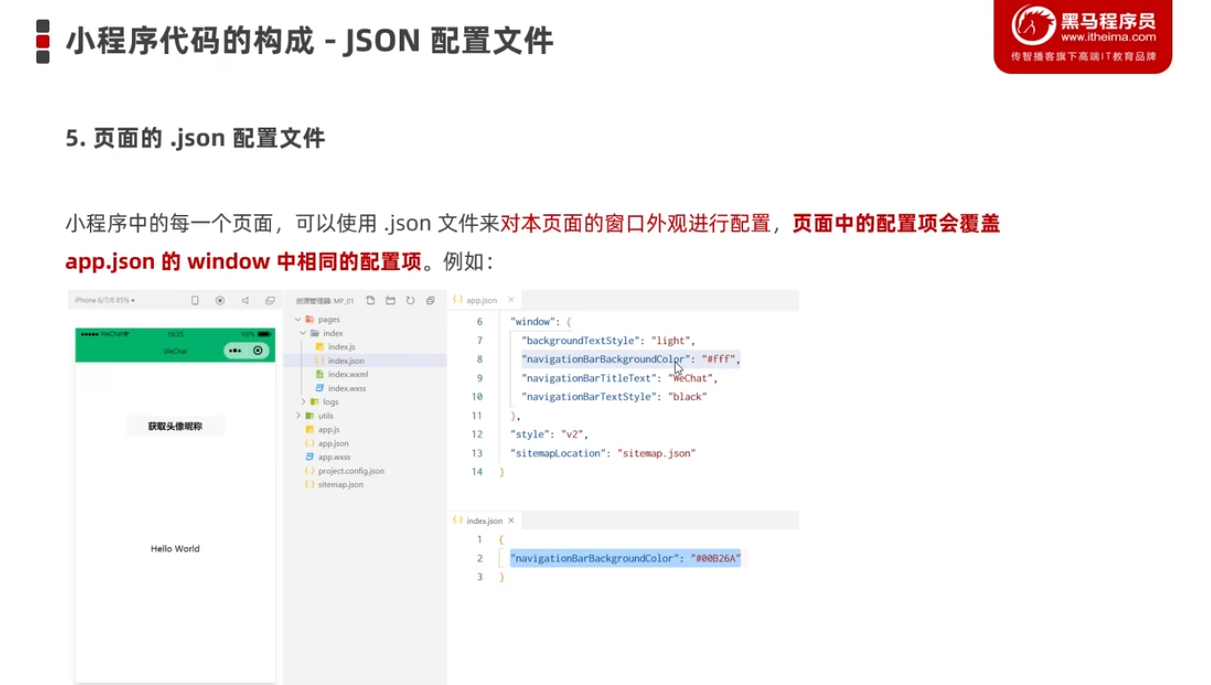 小程序代码的构成 - JSON 配置文件
黑马程序员
www.itheima.com
传智播客旗下高端IT教育品牌
5. 页面的 .json 配置文件
小程序中的每一个页面，可以使用 .json 文件来对本页面的窗口外观进行配置，页面中的配置项会覆盖
app.json 的 window 中相同的配置项。例如：
iPhone 6/7/8 85%
WeChat
16:35
100%
WeChat
获取头像昵称
Hello World
资源管理器: MP_01
pages
index
index.js
index.json
index.wxml
index.wxss
logs
utils
app.js
app.json
app.wxss
project.config.json
sitemap.json
{ } app.json ×
6 "window": {
7 "backgroundTextStyle": "light",
8 "navigationBarBackgroundColor": "#fff",
9 "navigationBarTitleText": "WeChat",
10 "navigationBarTextStyle": "black"
11 },
12 "style": "v2",
13 "sitemapLocation": "sitemap.json"
14 }
{ } index.json ×
1 {
2 "navigationBarBackgroundColor": "#00B26A"
3 }